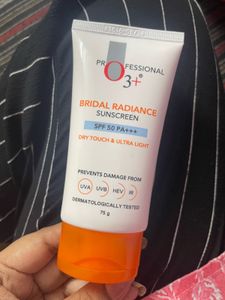 PROFESSIONAL
O3+®
BRIDAL RADIANCE
SUNSCREEN
SPF 50 PA+++
DRY TOUCH & ULTRA LIGHT
PREVENTS DAMAGE FROM
UVA UVB HEV IR
DERMATOLOGICALLY TESTED
75 g